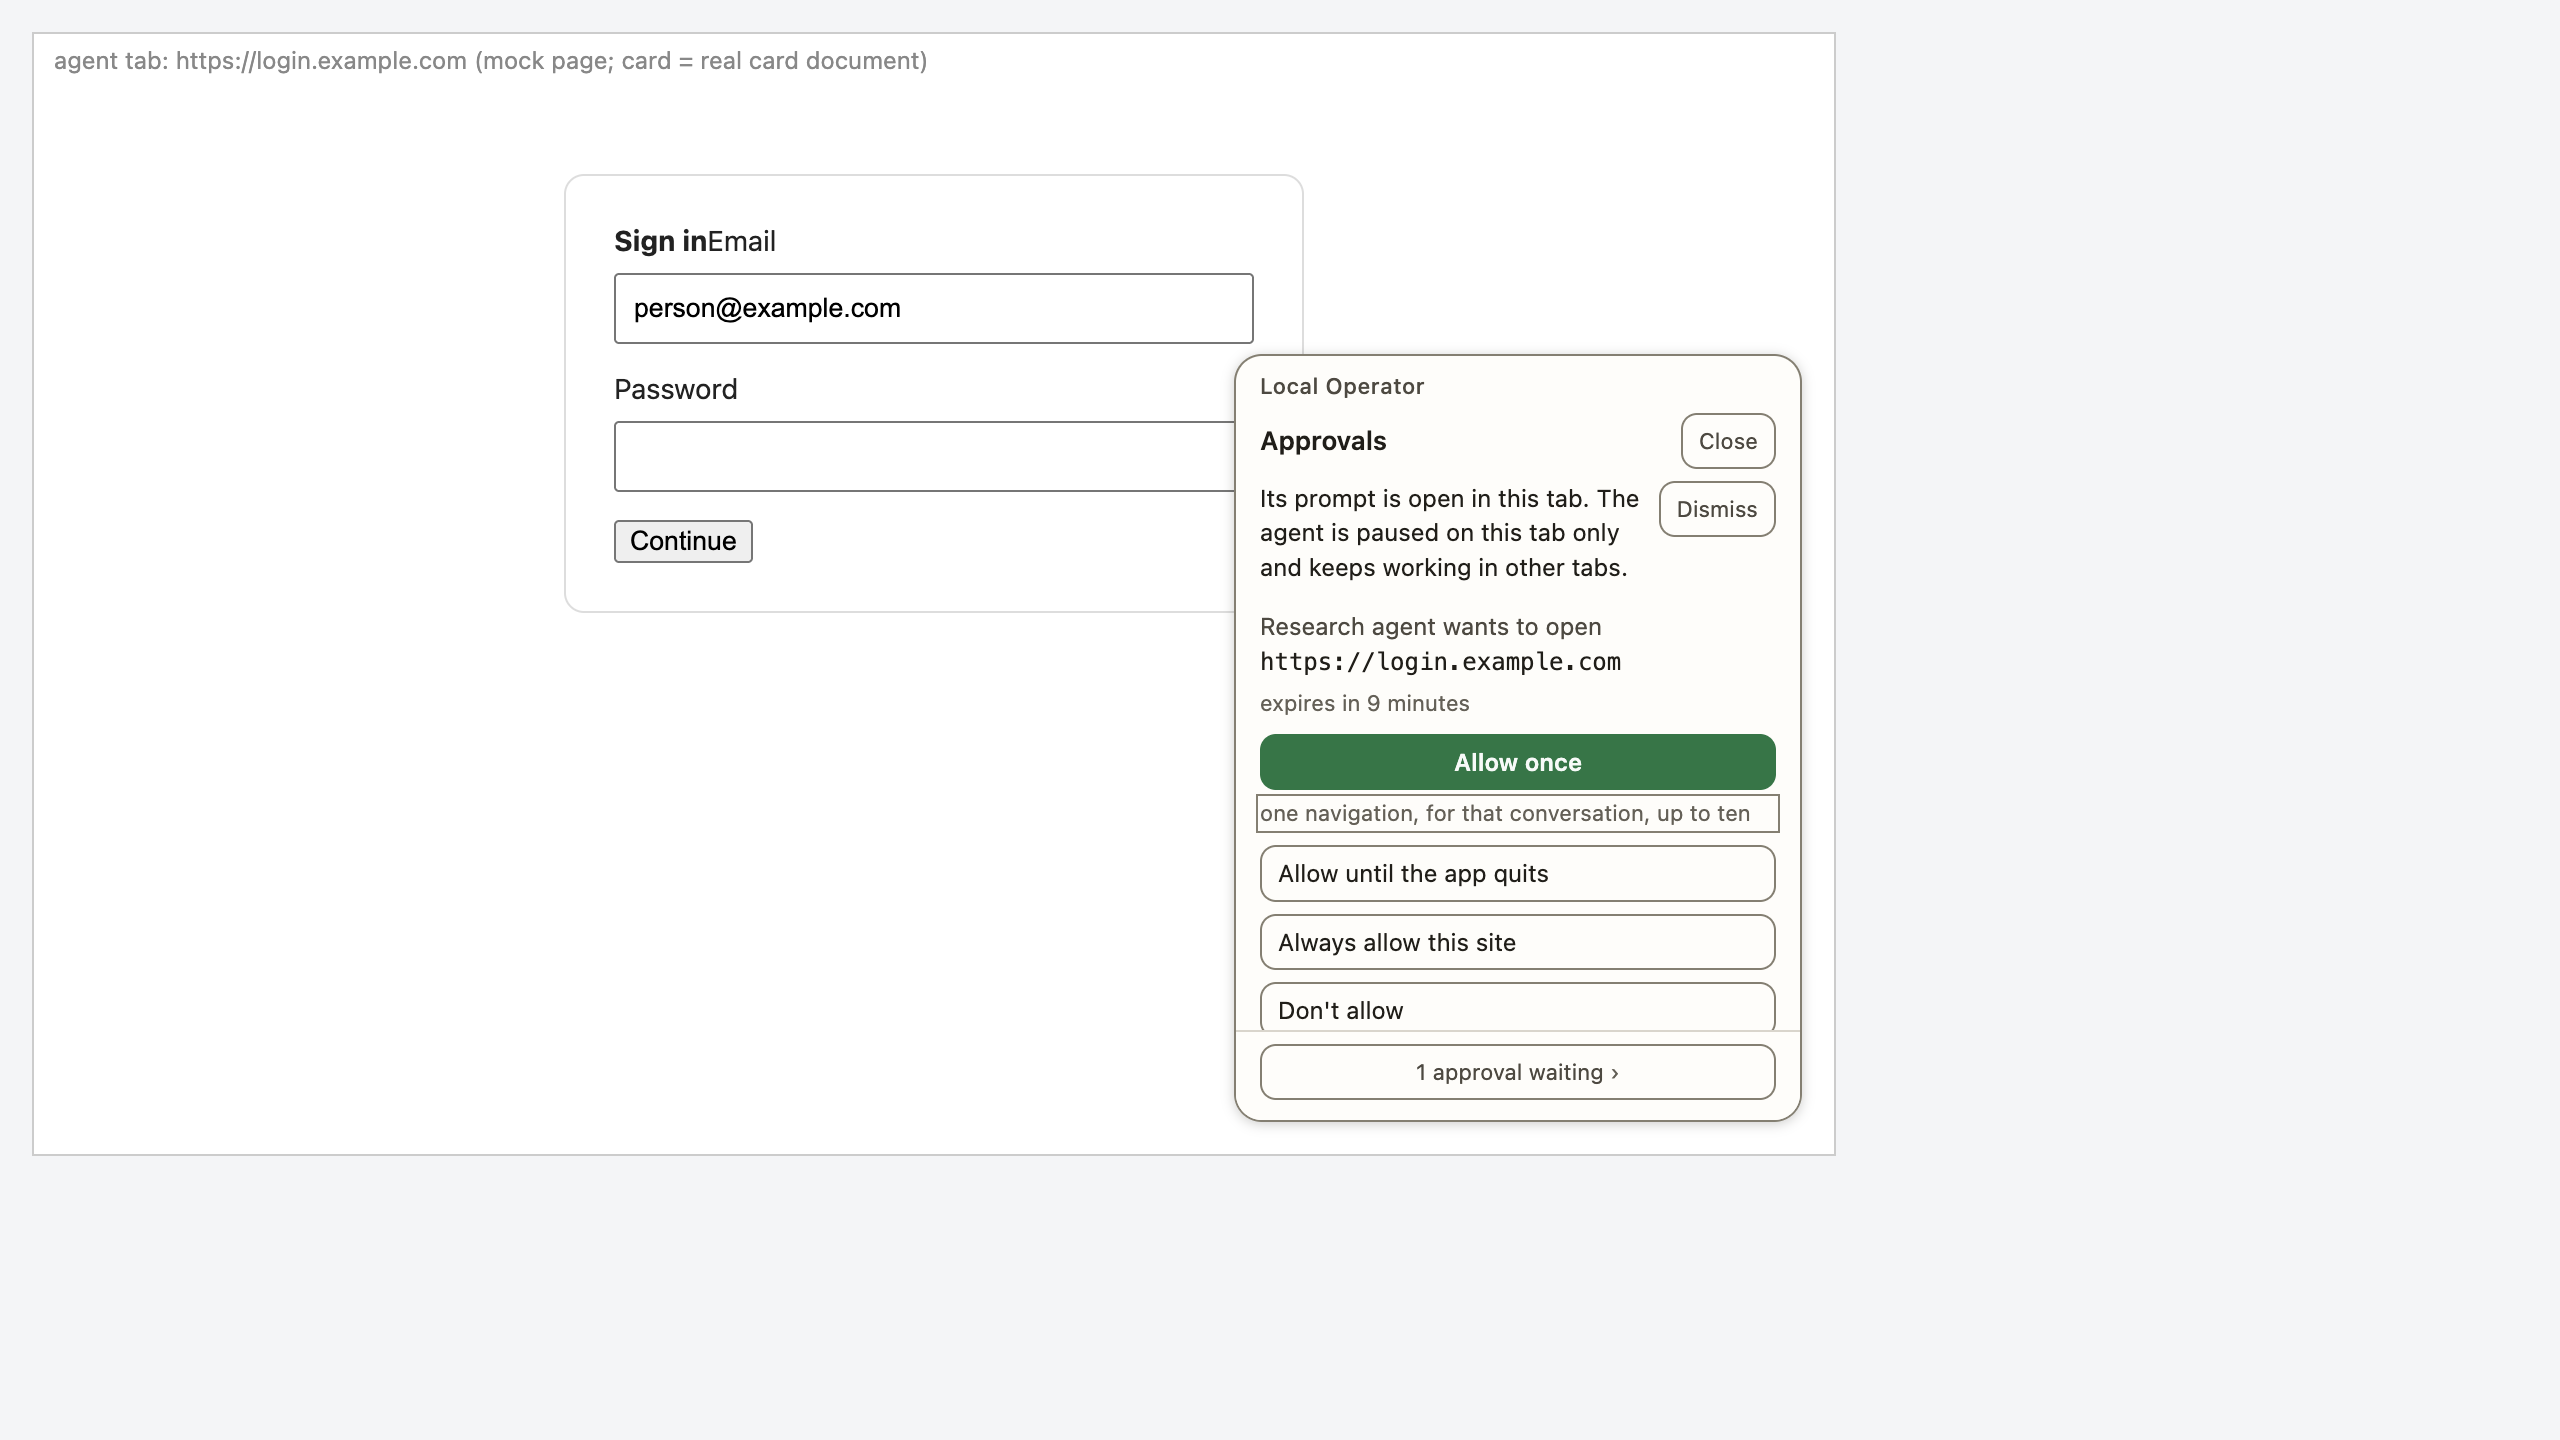 agent tab: https://login.example.com (mock page; card = real card document)
Sign inEmail
person@example.com
Password
Continue
Local Operator
Approvals
Close
Its prompt is open in this tab. The
agent is paused on this tab only
and keeps working in other tabs.
Dismiss
Research agent wants to open
https://login.example.com
expires in 9 minutes
Allow once
one navigation, for that conversation, up to ten
Allow until the app quits
Always allow this site
Don't allow
1 approval waiting ›